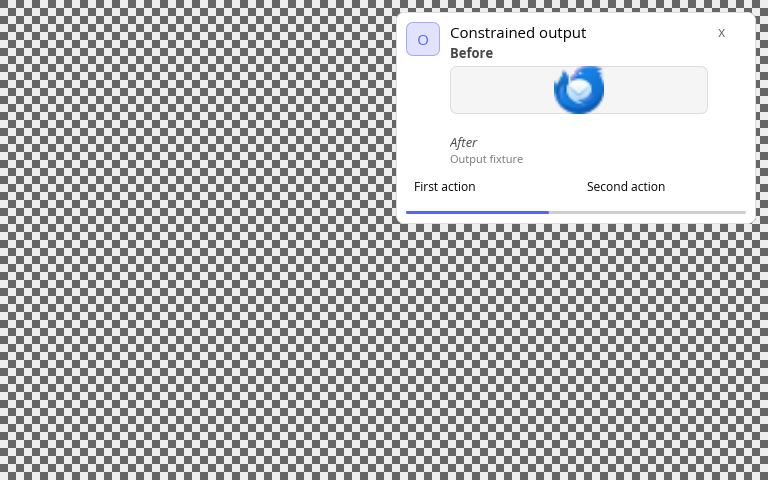 O
Constrained output
x
Before
After
Output fixture
First action
Second action